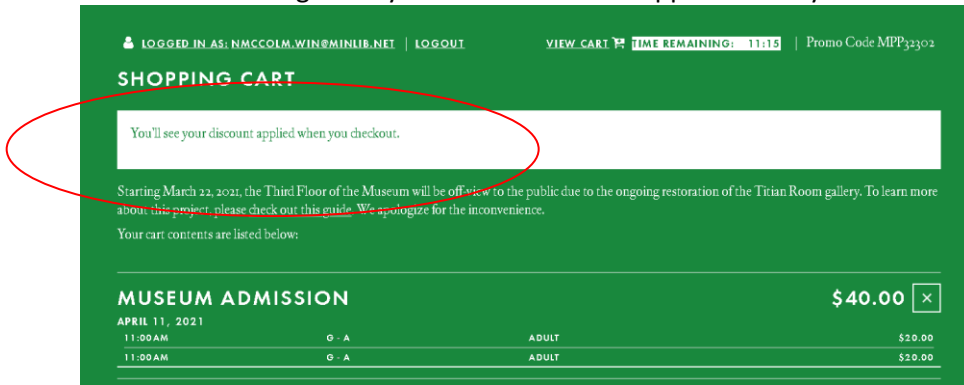 LOGGED IN AS: NMCCOLM.WIN@MINLIB.NET | LOGOUT VIEW CART TIME REMAINING: 11:15 | Promo Code MPP32302
SHOPPING CART
You'll see your discount applied when you checkout.
Starting March 22, 2021, the Third Floor of the Museum will be off-view to the public due to the ongoing restoration of the Titian Room gallery. To learn more
about this project, please check out this guide. We apologize for the inconvenience.
Your cart contents are listed below:
MUSEUM ADMISSION $40.00 ×
APRIL 11, 2021
11:00AM G - A ADULT $20.00
11:00AM G - A ADULT $20.00